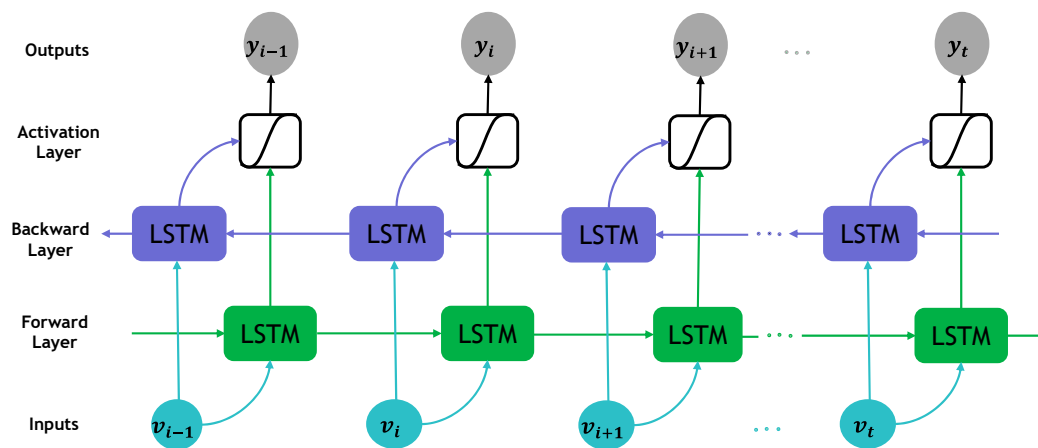 Outputs
y_{i−1} y_i y_{i+1} ... y_t
Activation
Layer
Backward
Layer
LSTM LSTM LSTM ... LSTM
Forward
Layer
LSTM LSTM LSTM ... LSTM
Inputs
v_{i−1} v_i v_{i+1} ... v_t